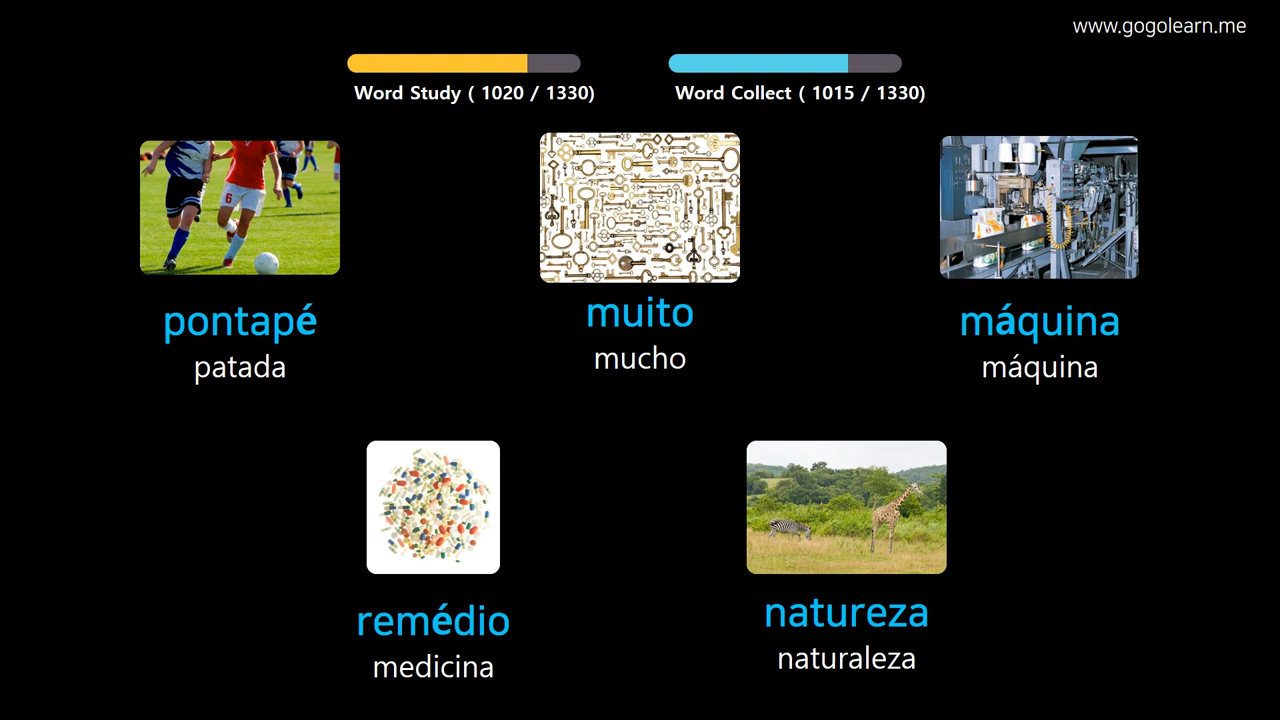 www.gogolearn.me
Word Study ( 1020 / 1330)
Word Collect ( 1015 / 1330)
pontapé
patada
muito
mucho
máquina
máquina
remédio
medicina
natureza
naturaleza